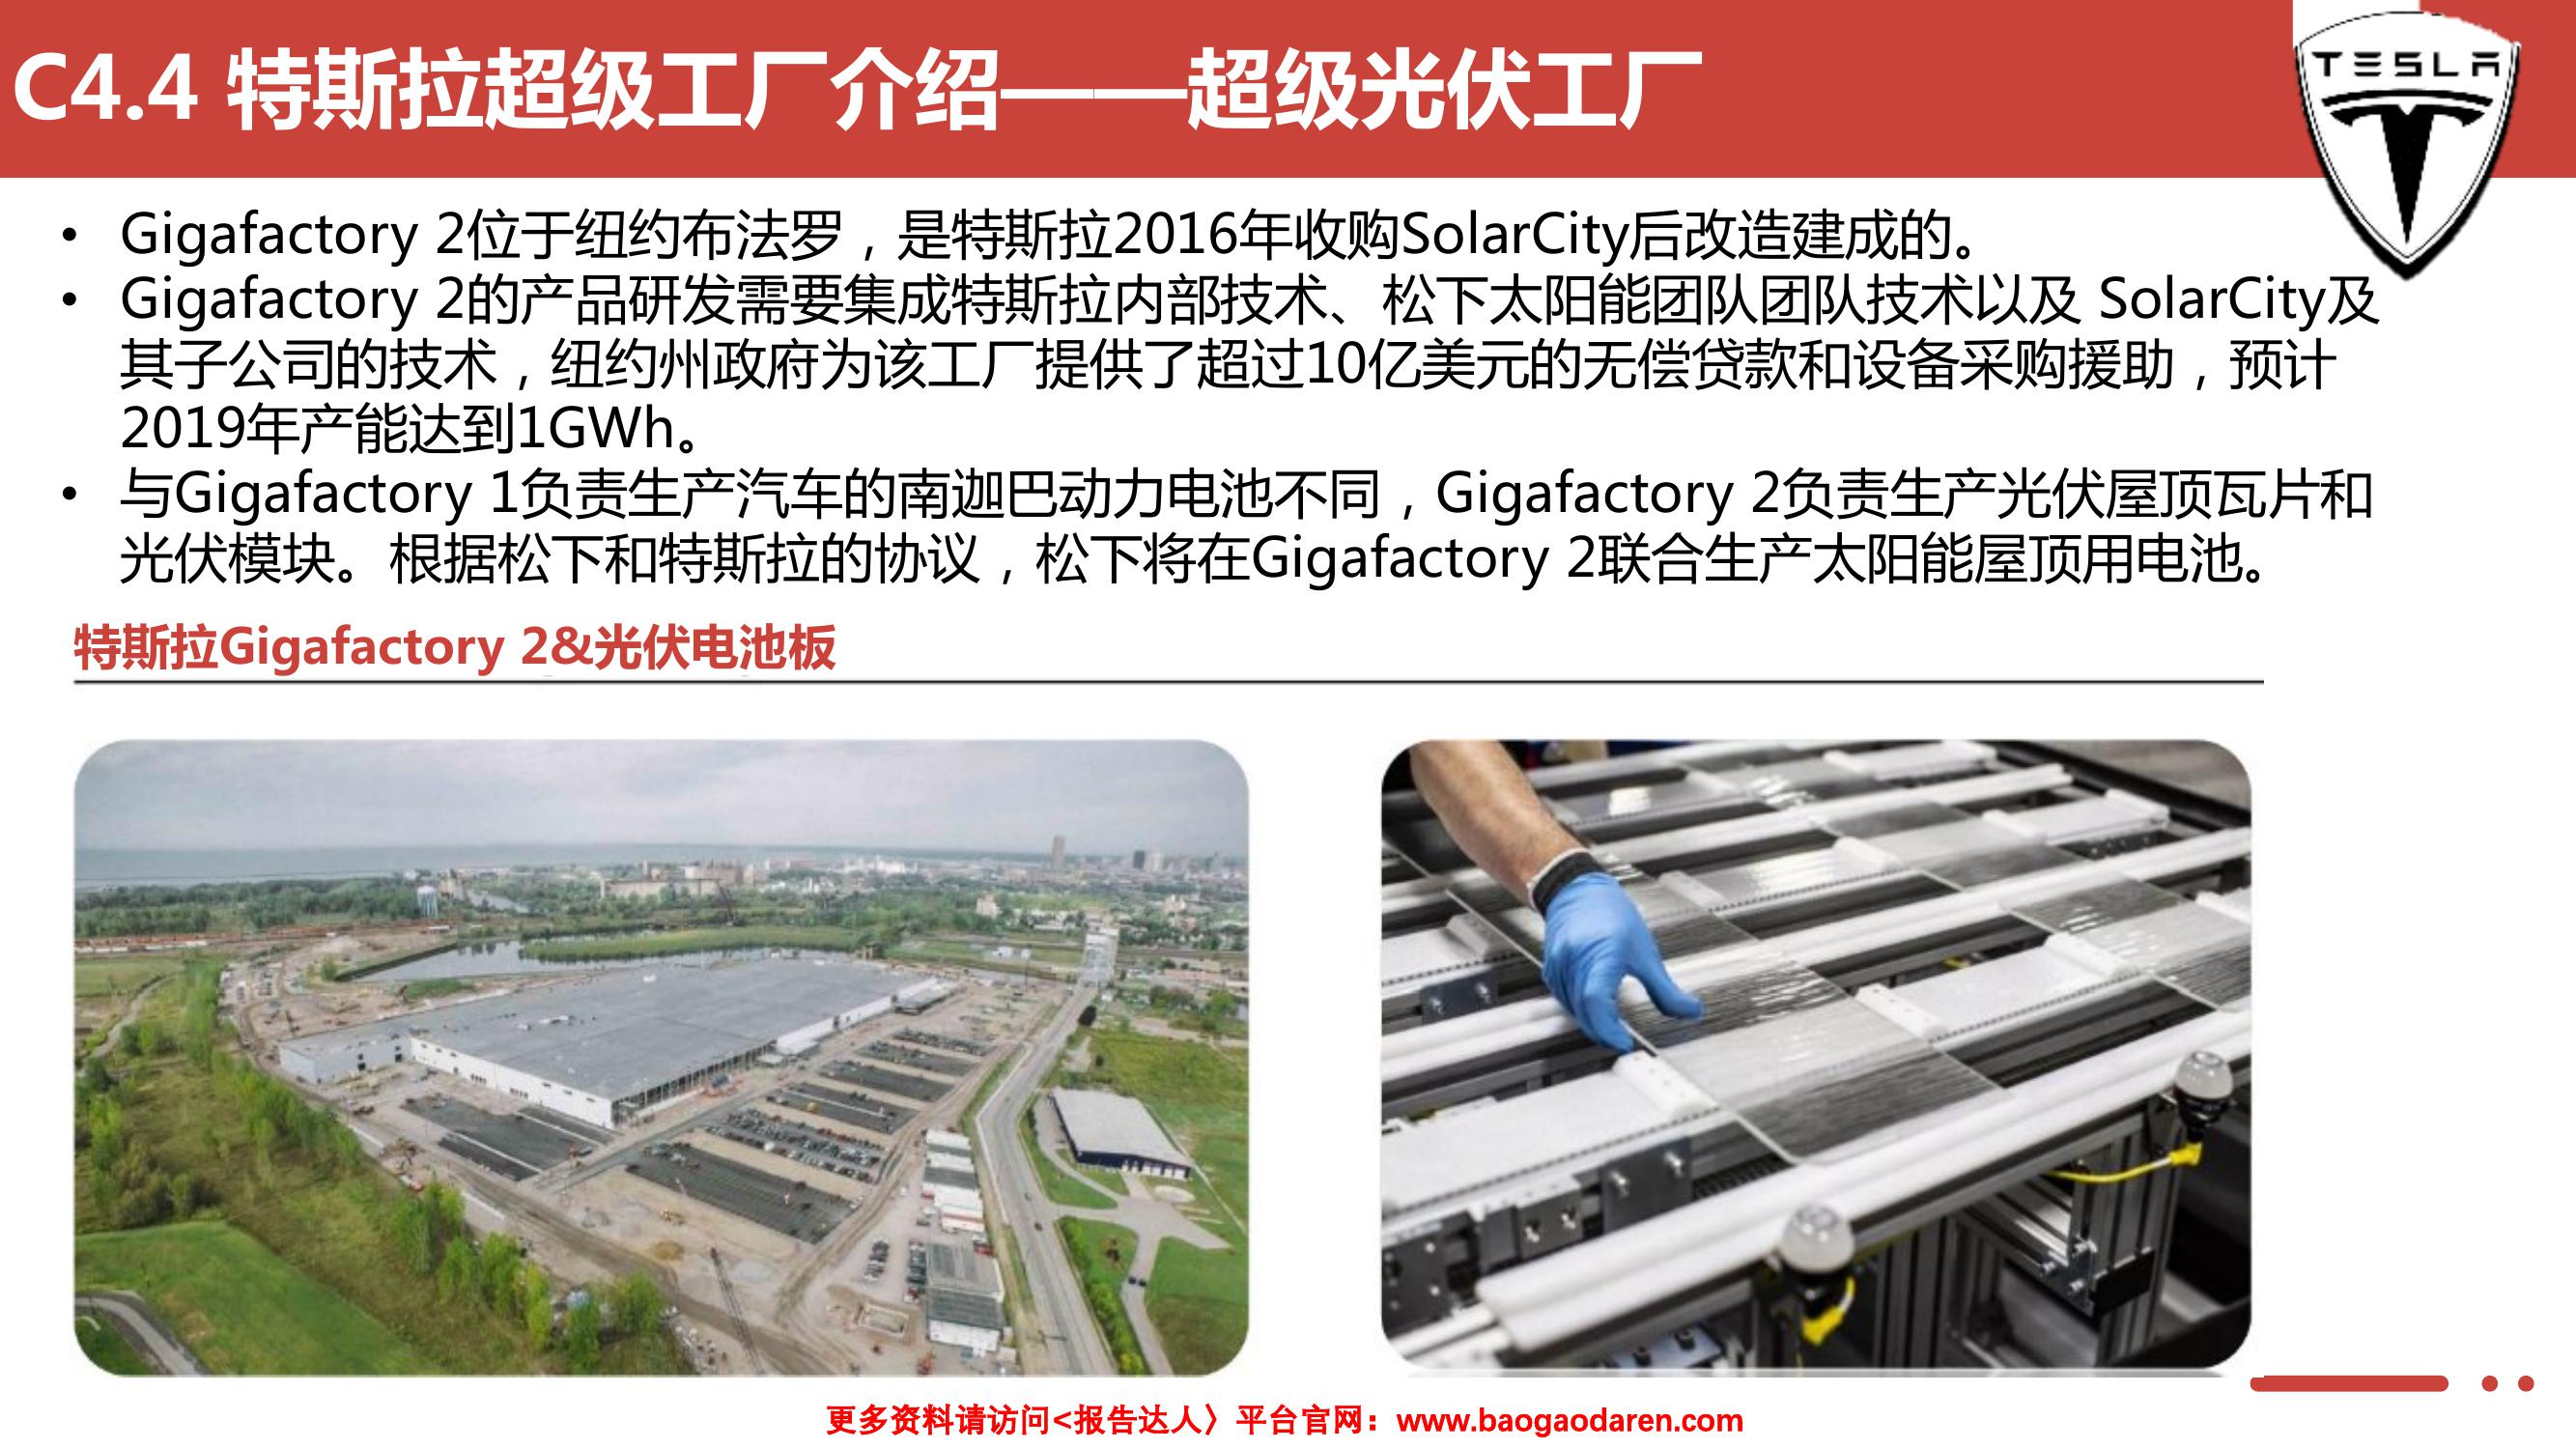 C4.4 特斯拉超级工厂介绍——超级光伏工厂
TESLA
• Gigafactory 2位于纽约布法罗，是特斯拉2016年收购SolarCity后改造建成的。
• Gigafactory 2的产品研发需要集成特斯拉内部技术、松下太阳能团队团队技术以及 SolarCity及
其子公司的技术，纽约州政府为该工厂提供了超过10亿美元的无偿贷款和设备采购援助，预计
2019年产能达到1GWh。
• 与Gigafactory 1负责生产汽车的南迦巴动力电池不同，Gigafactory 2负责生产光伏屋顶瓦片和
光伏模块。根据松下和特斯拉的协议，松下将在Gigafactory 2联合生产太阳能屋顶用电池。
特斯拉Gigafactory 2&光伏电池板
更多资料请访问<报告达人〉平台官网：www.baogaodaren.com